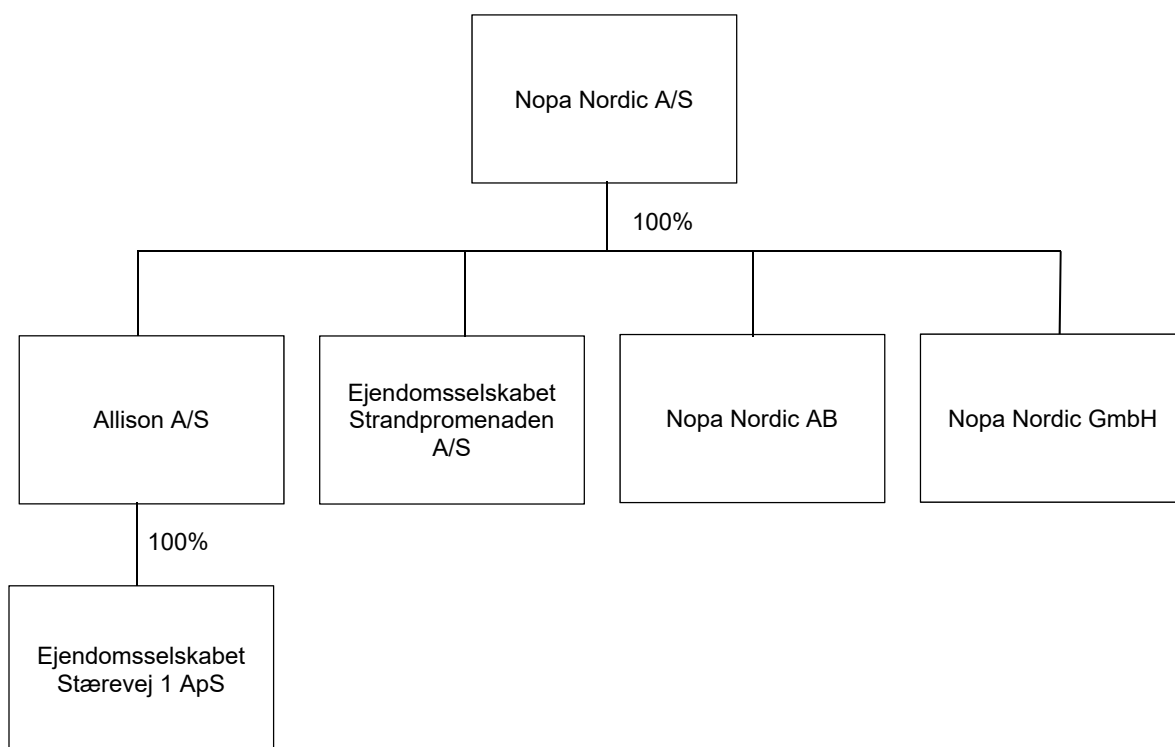 Nopa Nordic A/S
100%
Allison A/S
Ejendomsselskabet
Strandpromenaden
A/S
Nopa Nordic AB
Nopa Nordic GmbH
100%
Ejendomsselskabet
Stærevej 1 ApS